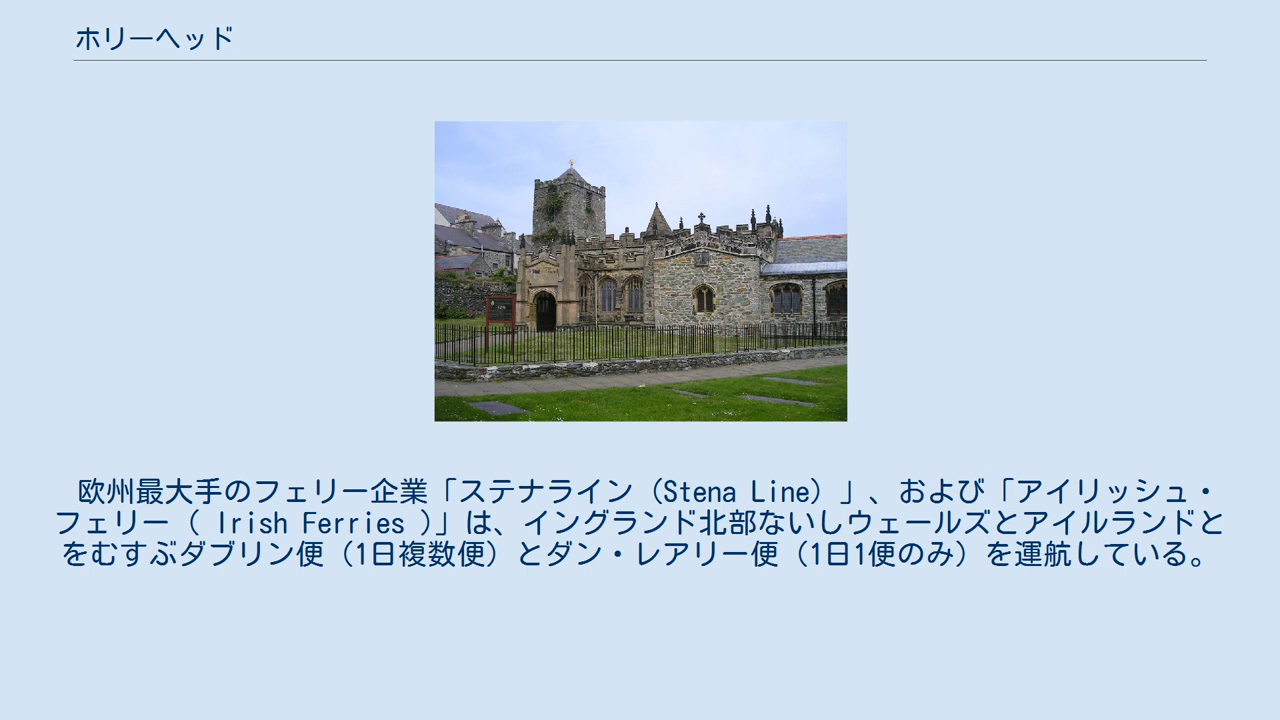 ホリーヘッド
欧州最大手のフェリー企業「ステナライン（Stena Line）」、および「アイリッシュ・
フェリー（ Irish Ferries )」は、イングランド北部ないしウェールズとアイルランドと
をむすぶダブリン便（1日複数便）とダン・レアリー便（1日1便のみ）を運航している。